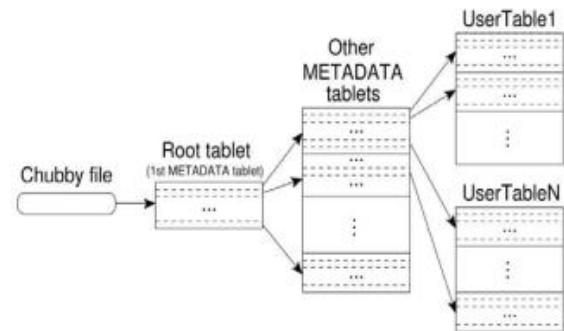 Chubby file
Root tablet
(1st METADATA tablet)
...
Other
METADATA
tablets
...
...
...
⋮
...
UserTable1
...
...
⋮
UserTableN
...
⋮
...